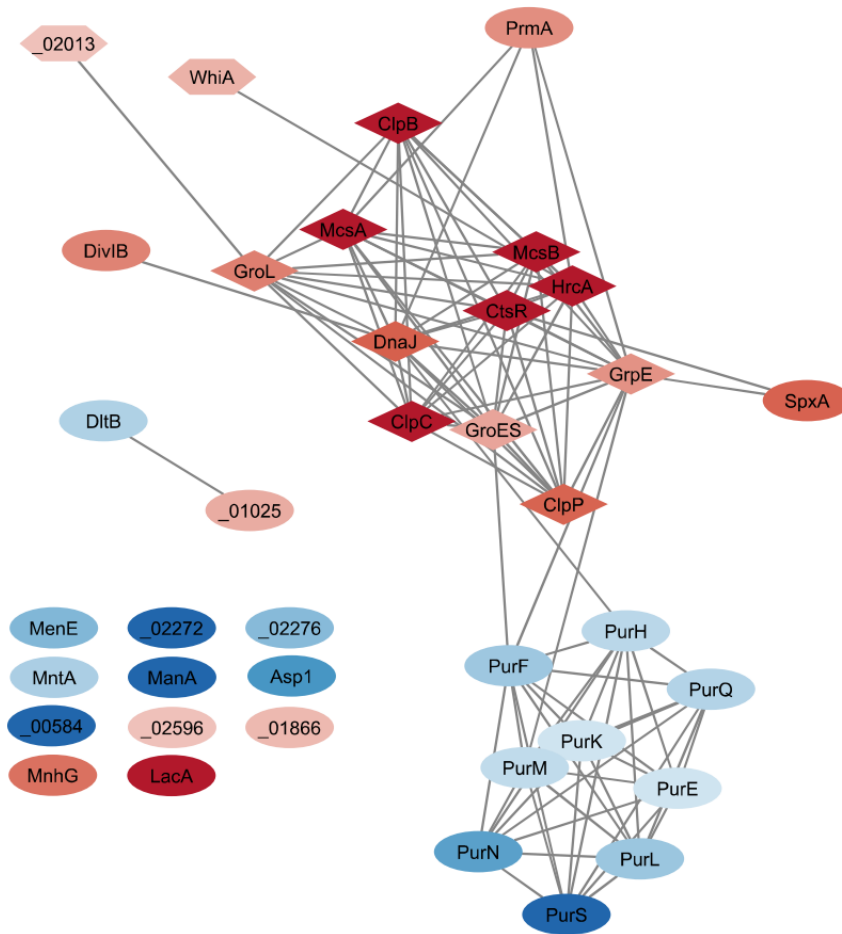 _02013
PrmA
WhiA
ClpB
McsA
McsB
DivIB
GroL
HrcA
CtsR
DnaJ
GrpE
SpxA
DltB
ClpC
GroES
ClpP
_01025
MenE
_02272
_02276
PurH
MntA
ManA
Asp1
PurF
PurQ
_00584
_02596
_01866
PurK
MnhG
LacA
PurM
PurE
PurN
PurL
PurS